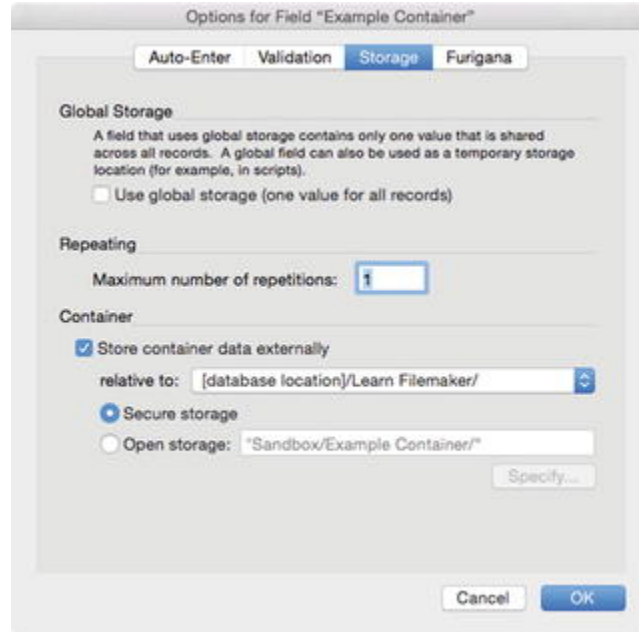 Options for Field "Example Container"
Auto-Enter Validation Storage Furigana
Global Storage
A field that uses global storage contains only one value that is shared
across all records. A global field can also be used as a temporary storage
location (for example, in scripts).
Use global storage (one value for all records)
Repeating
Maximum number of repetitions: 1
Container
Store container data externally
relative to: [database location]/Learn Filemaker/
Secure storage
Open storage: "Sandbox/Example Container/"
Specify...
Cancel OK